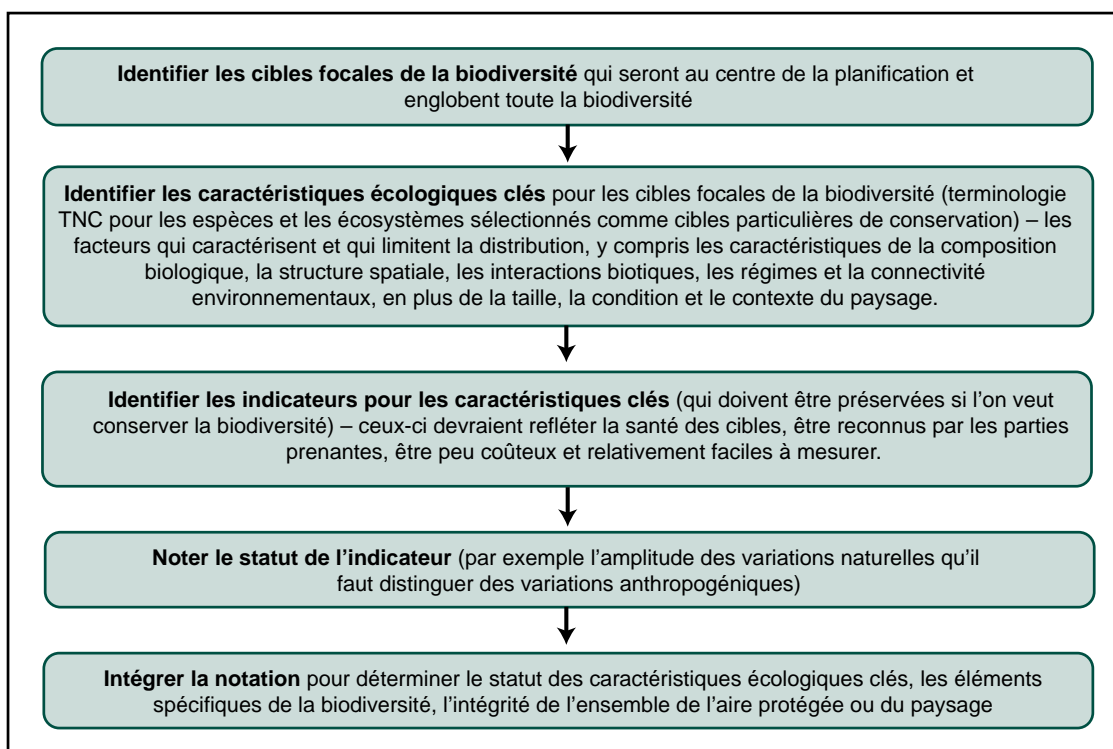 Identifier les cibles focales de la biodiversité qui seront au centre de la planification et
englobent toute la biodiversité
Identifier les caractéristiques écologiques clés pour les cibles focales de la biodiversité (terminologie
TNC pour les espèces et les écosystèmes sélectionnés comme cibles particulières de conservation) – les
facteurs qui caractérisent et qui limitent la distribution, y compris les caractéristiques de la composition
biologique, la structure spatiale, les interactions biotiques, les régimes et la connectivité
environnementaux, en plus de la taille, la condition et le contexte du paysage.
Identifier les indicateurs pour les caractéristiques clés (qui doivent être préservées si l’on veut
conserver la biodiversité) – ceux-ci devraient refléter la santé des cibles, être reconnus par les parties
prenantes, être peu coûteux et relativement faciles à mesurer.
Noter le statut de l’indicateur (par exemple l’amplitude des variations naturelles qu’il
faut distinguer des variations anthropogéniques)
Intégrer la notation pour déterminer le statut des caractéristiques écologiques clés, les éléments
spécifiques de la biodiversité, l’intégrité de l’ensemble de l’aire protégée ou du paysage